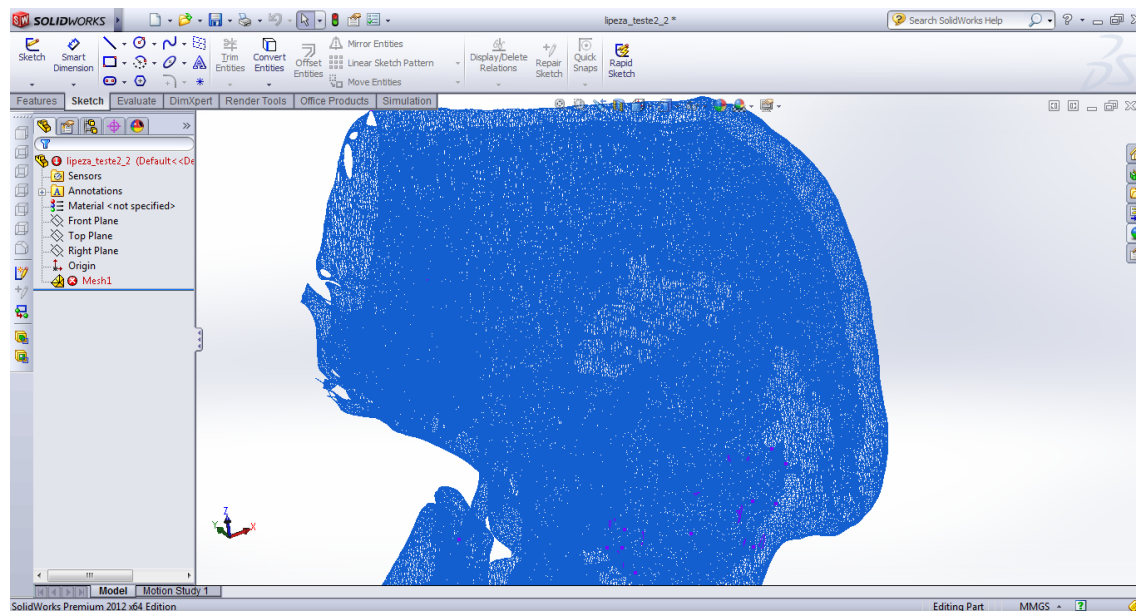 SOLIDWORKS
lipeza_teste2_2 *
Search SolidWorks Help
Sketch
Smart Dimension
Trim Entities
Convert Entities
Offset Entities
Mirror Entities
Linear Sketch Pattern
Move Entities
Display/Delete Relations
Repair Sketch
Quick Snaps
Rapid Sketch
Features Sketch Evaluate DimXpert Render Tools Office Products Simulation
lipeza_teste2_2 (Default<<De
Sensors
Annotations
Material <not specified>
Front Plane
Top Plane
Right Plane
Origin
Mesh1
Z
Y X
Model Motion Study 1
SolidWorks Premium 2012 x64 Edition Editing Part MMGS